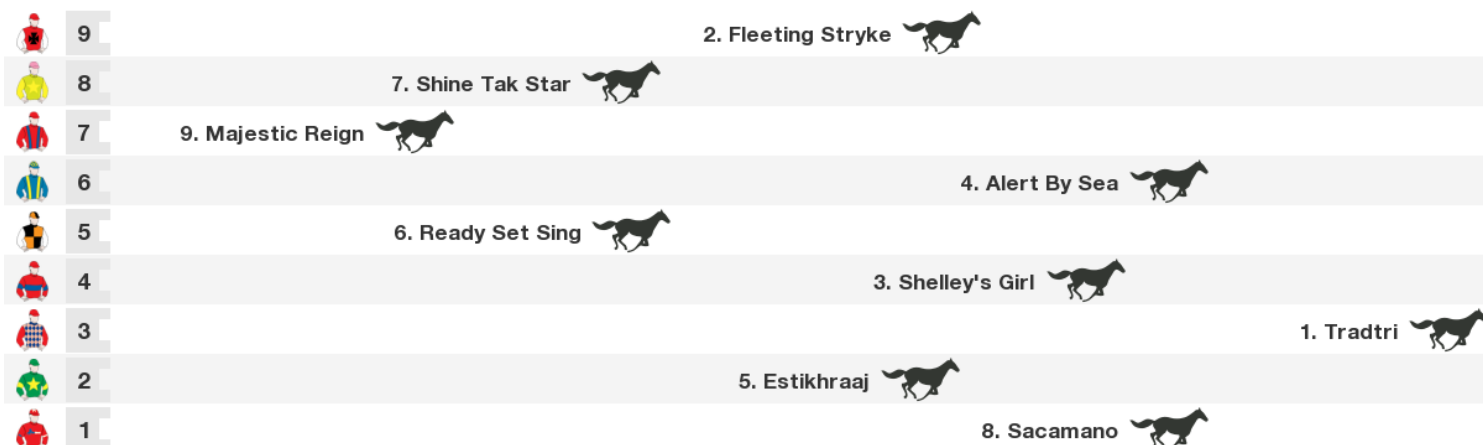 9 2. Fleeting Stryke
8 7. Shine Tak Star
7 9. Majestic Reign
6 4. Alert By Sea
5 6. Ready Set Sing
4 3. Shelley's Girl
3 1. Tradtri
2 5. Estikhraaj
1 8. Sacamano